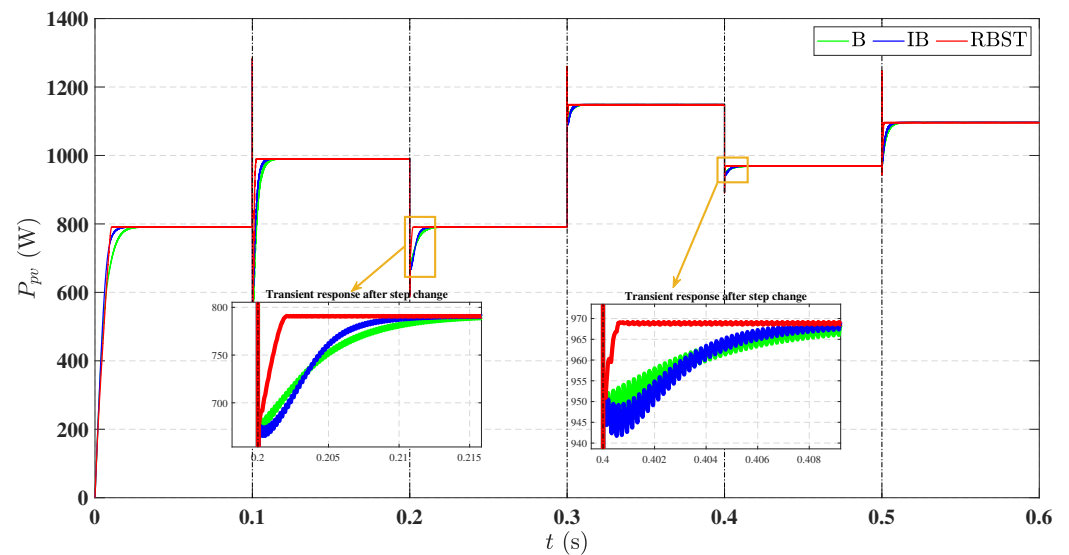 1400
B IB RBST
1200
1000
800
600
400
200
0
P_{pv} (W)
Transient response after step change
800
750
700
0.2 0.205 0.21 0.215
Transient response after step change
970
965
960
955
950
945
940
0.4 0.402 0.404 0.406 0.408
0 0.1 0.2 0.3 0.4 0.5 0.6
t (s)